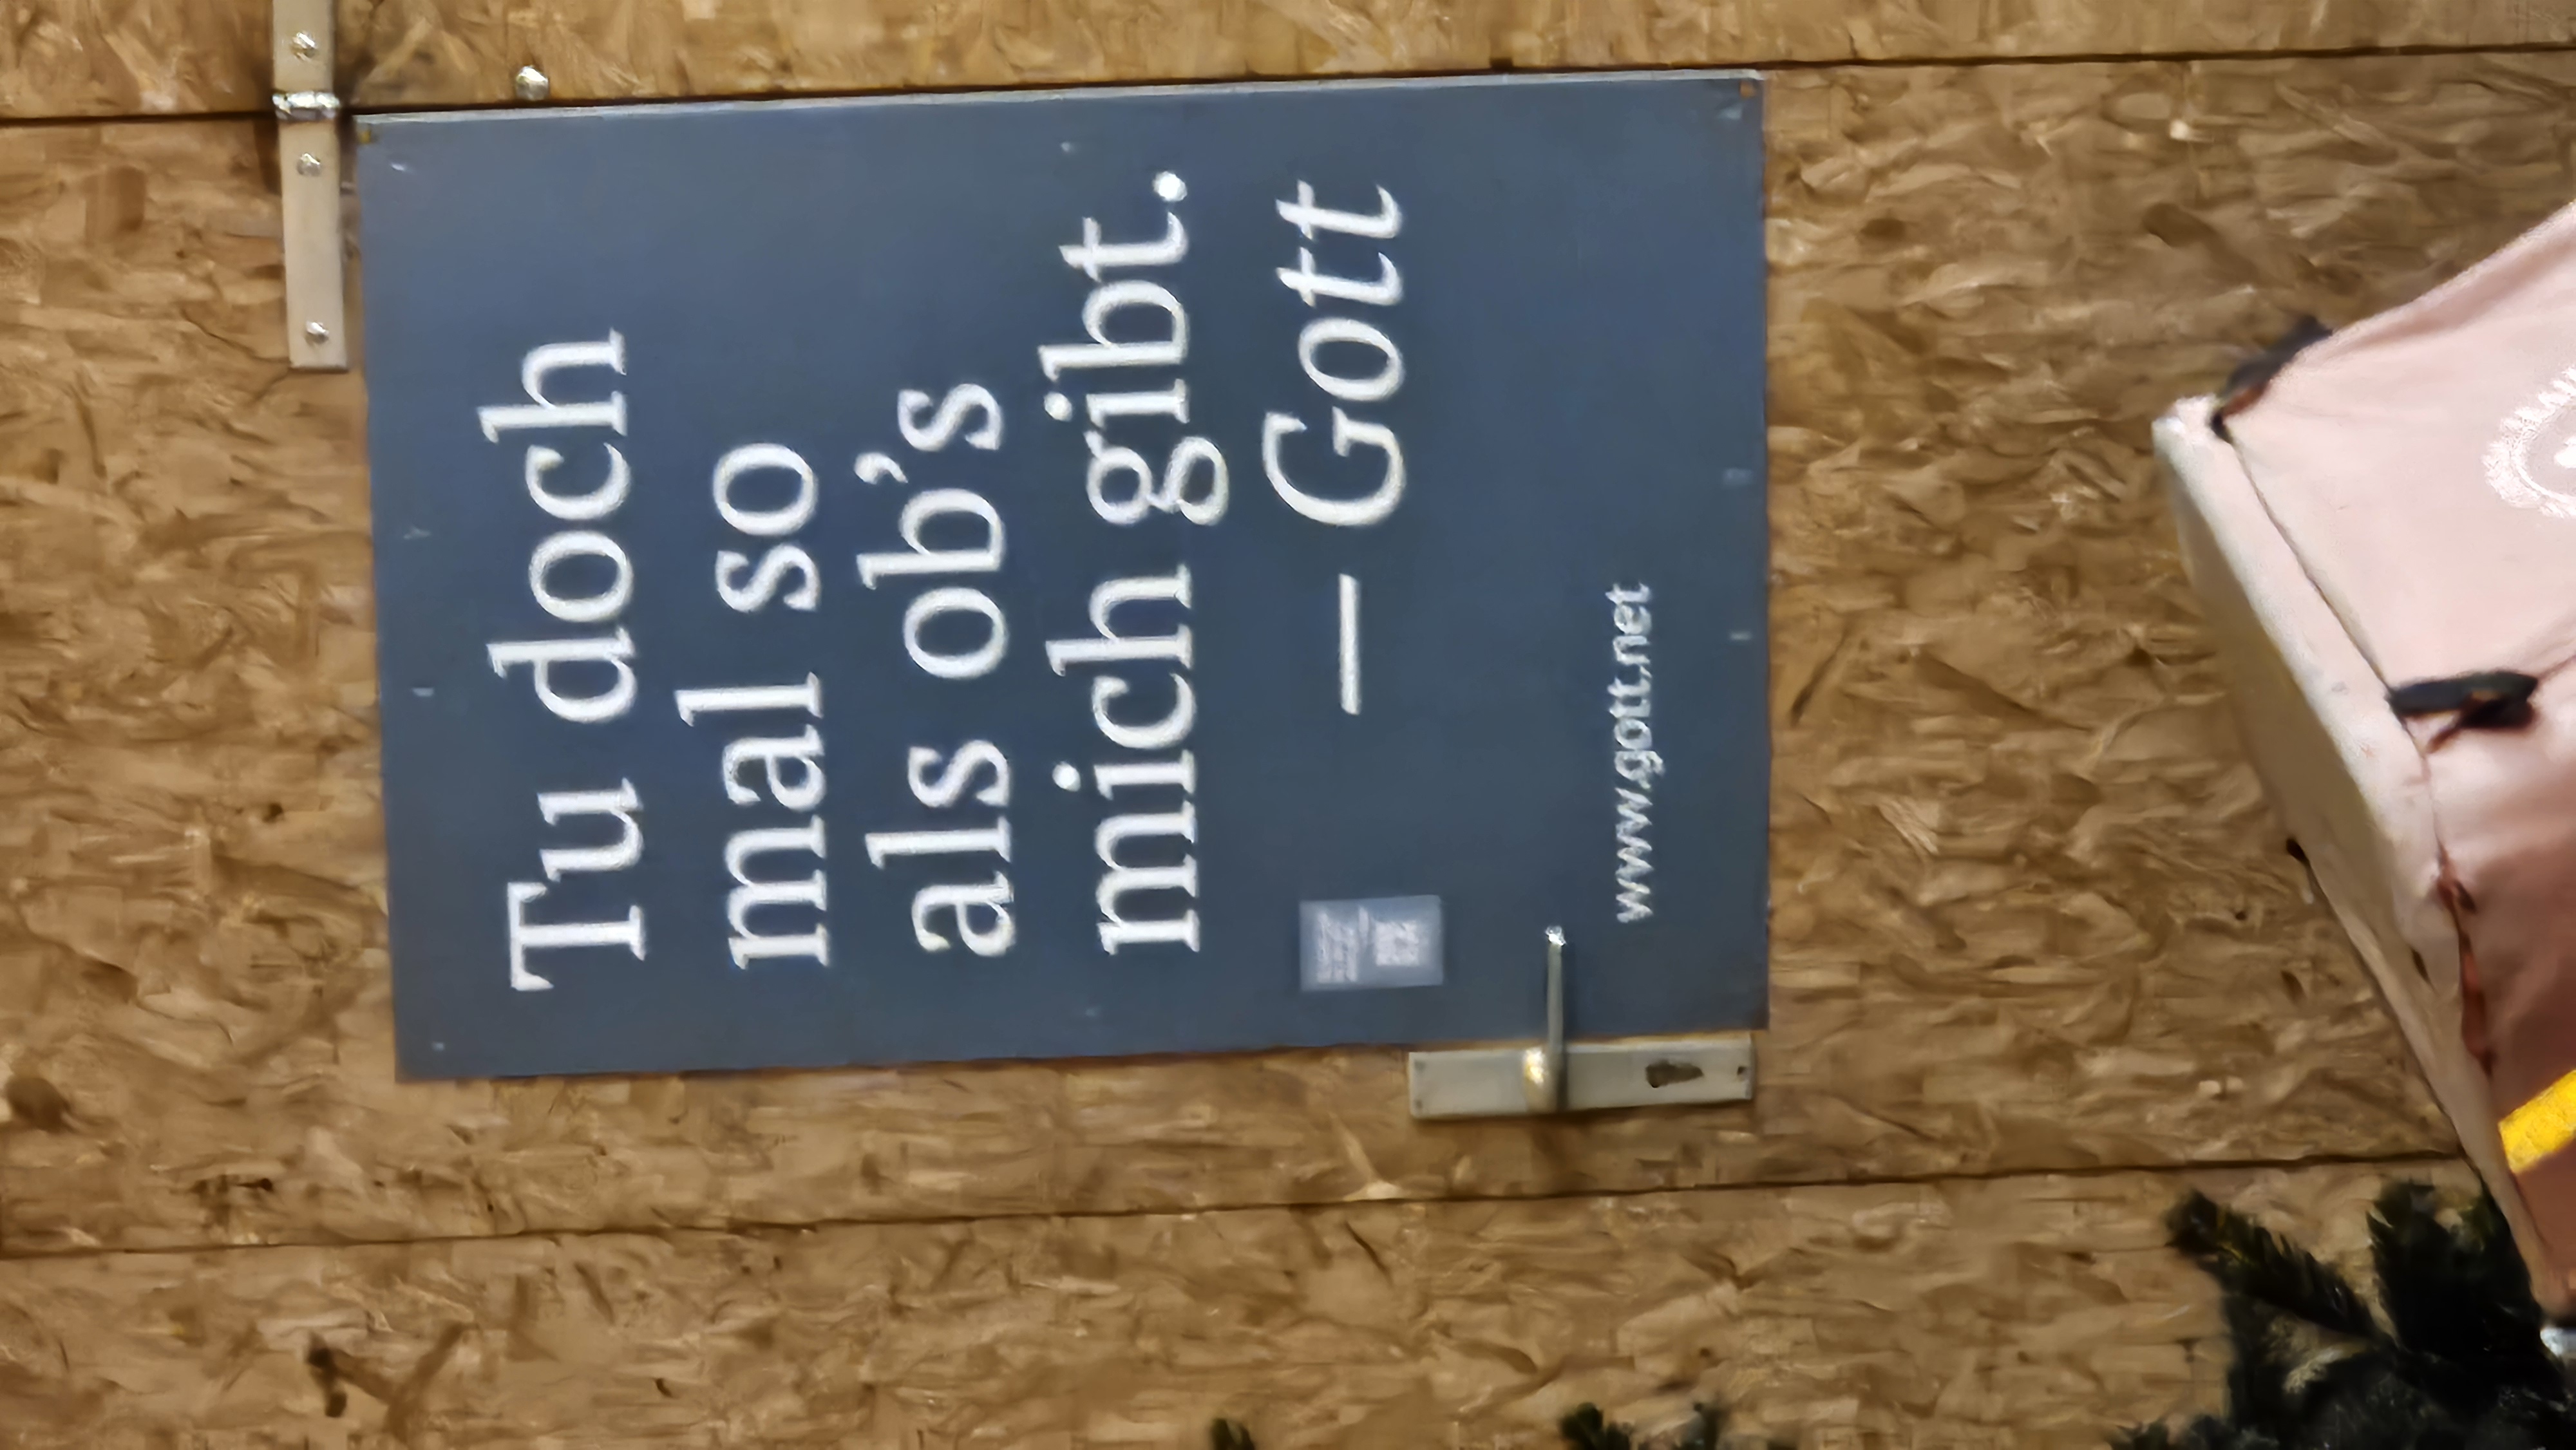 Tu doch
mal so
als ob’s
mich gibt.
— Gott
www.gott.net